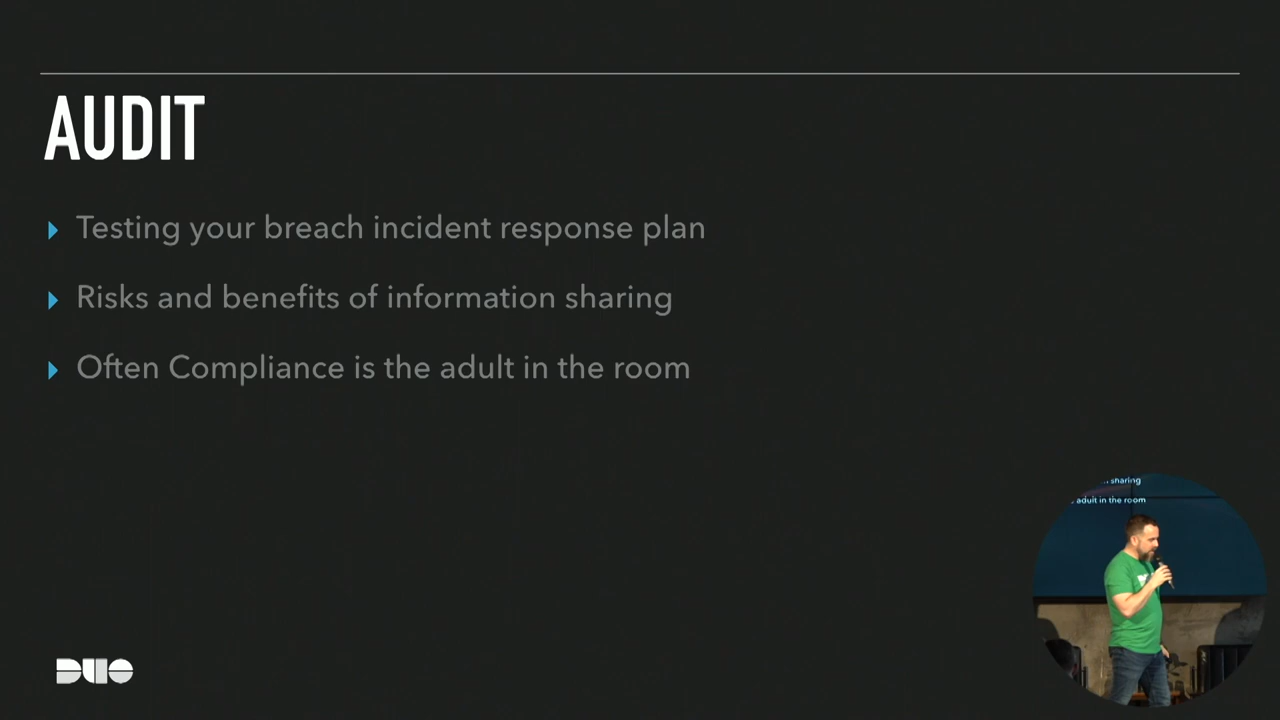 AUDIT
Testing your breach incident response plan
Risks and benefits of information sharing
Often Compliance is the adult in the room
sharing
adult in the room
DUO